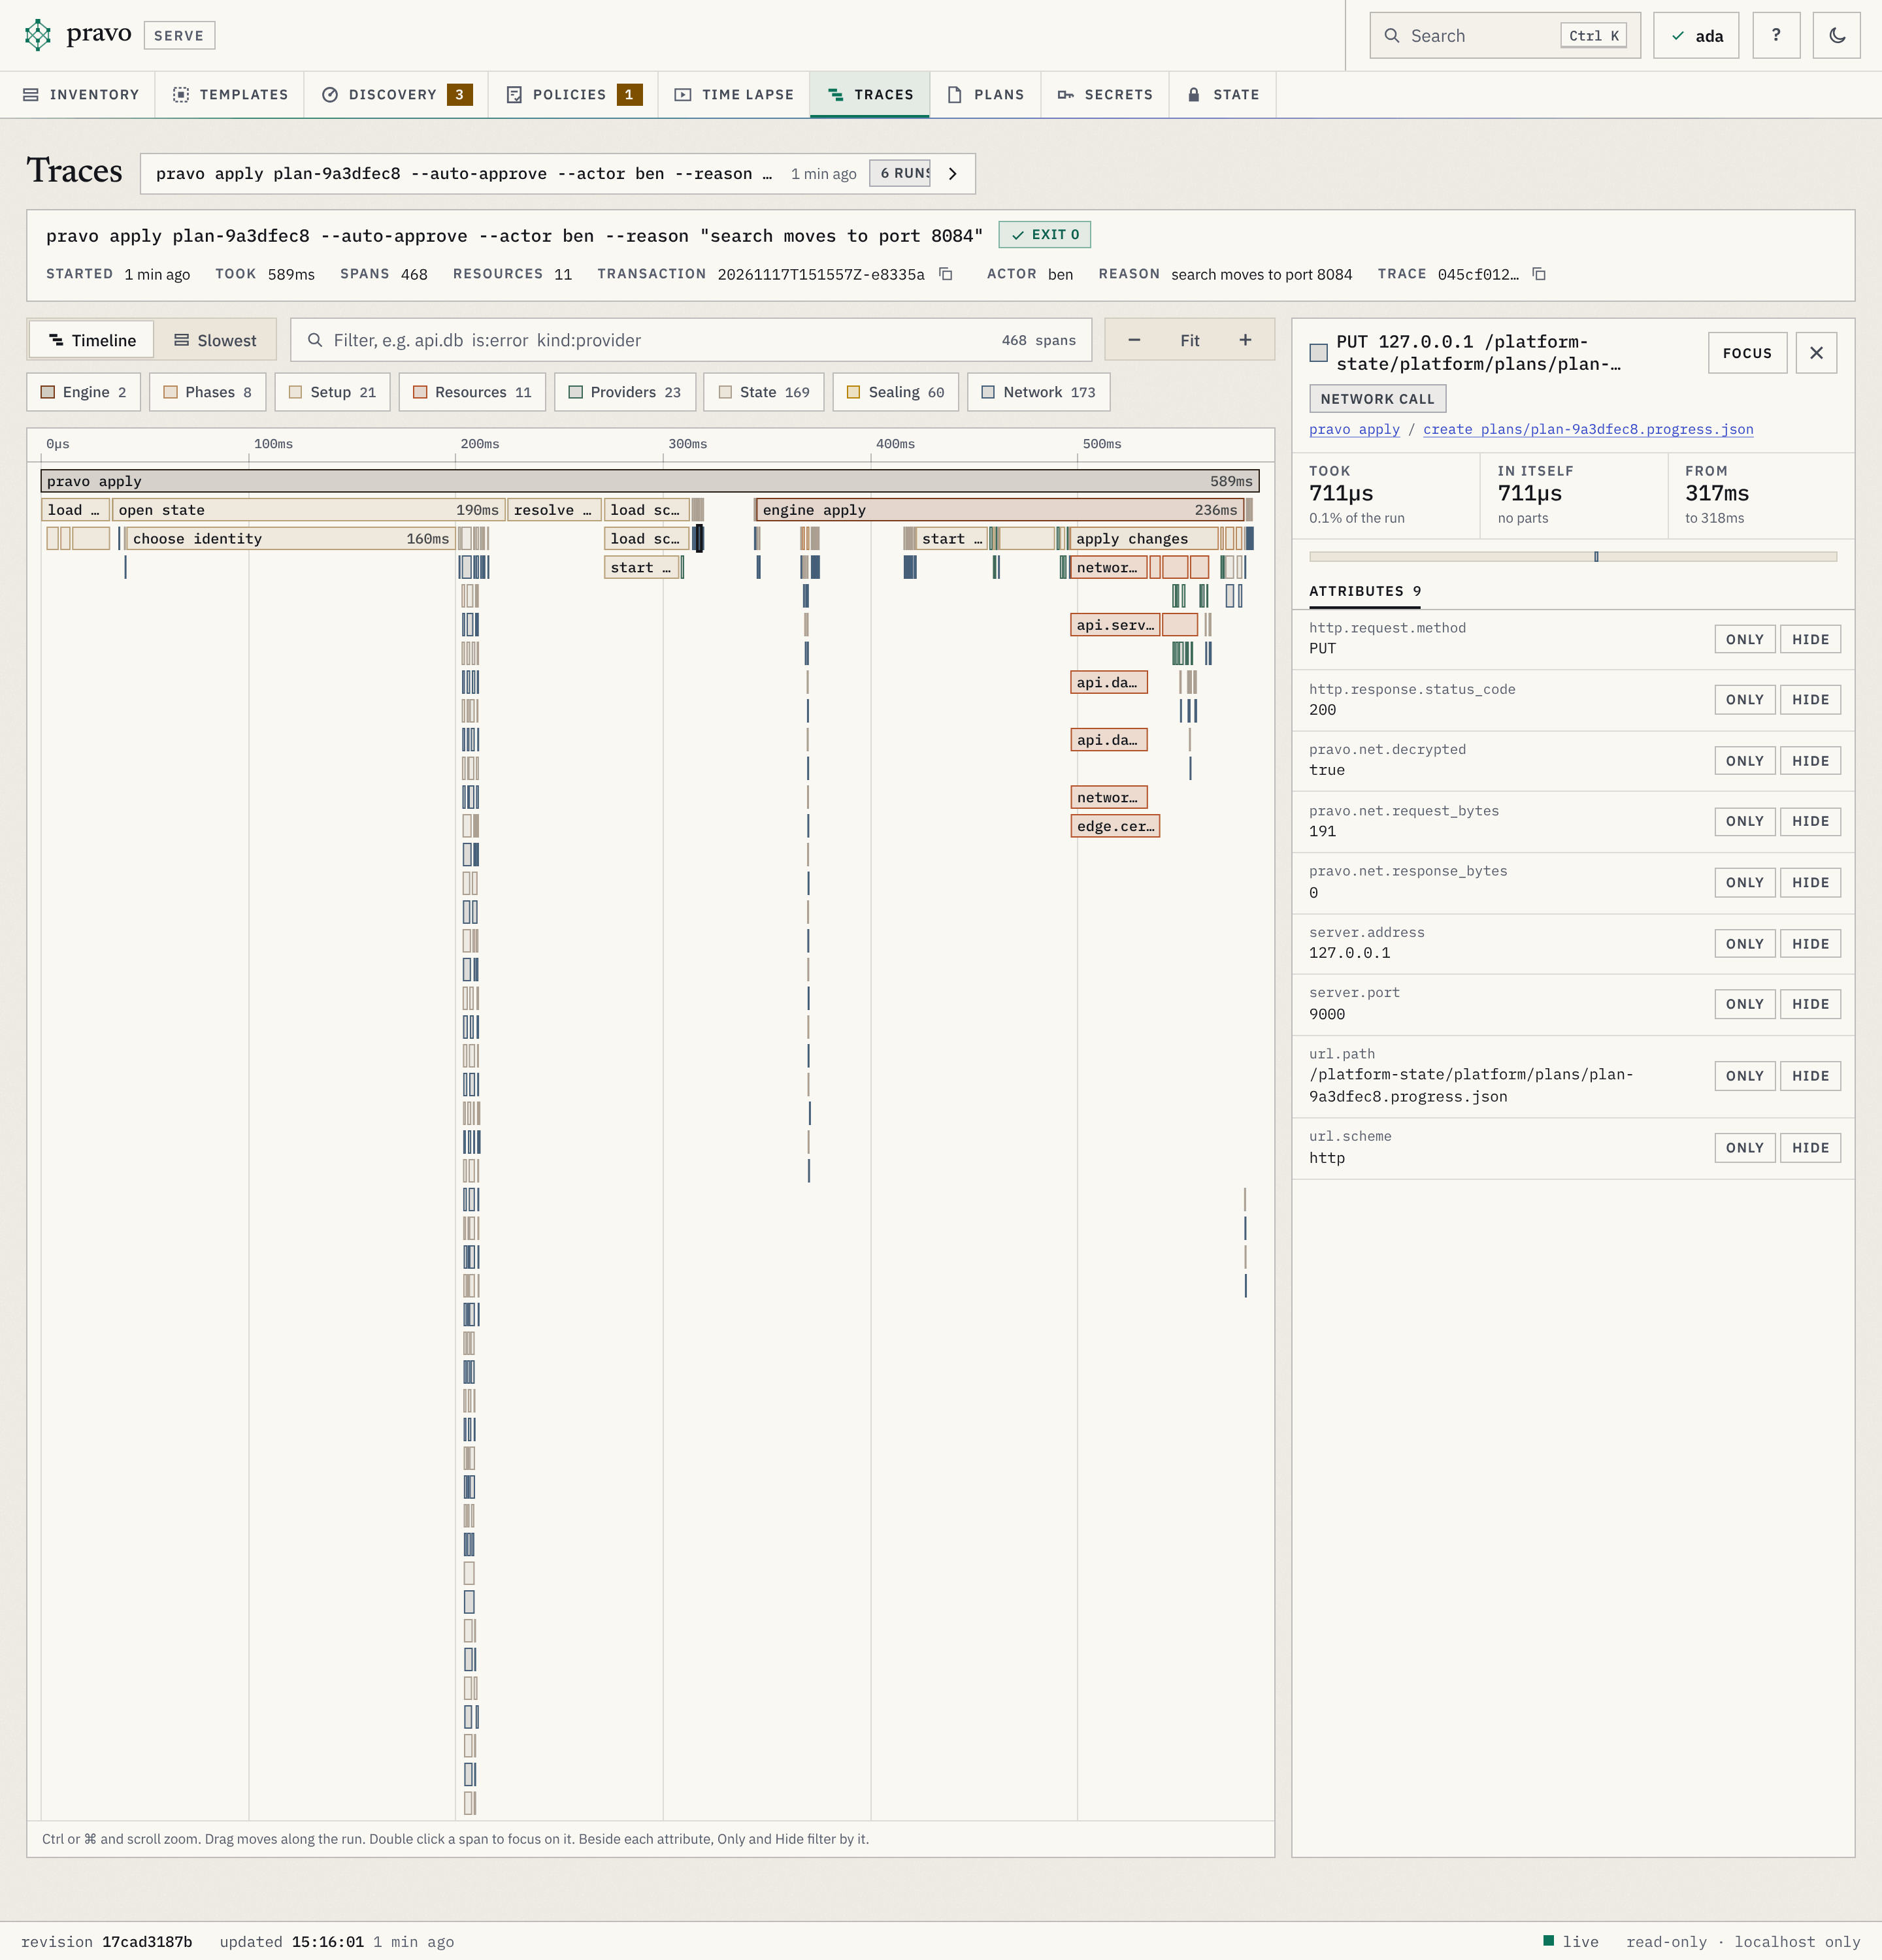 pravo SERVE
Search Ctrl K ada ?
INVENTORY TEMPLATES DISCOVERY 3 POLICIES 1 TIME LAPSE TRACES PLANS SECRETS STATE
Traces pravo apply plan-9a3dfec8 --auto-approve --actor ben --reason … 1 min ago 6 RUNS
pravo apply plan-9a3dfec8 --auto-approve --actor ben --reason "search moves to port 8084" EXIT 0
STARTED 1 min ago TOOK 589ms SPANS 468 RESOURCES 11 TRANSACTION 20261117T151557Z-e8335a ACTOR ben REASON search moves to port 8084 TRACE 045cf012…
Timeline Slowest Filter, e.g. api.db is:error kind:provider 468 spans − Fit +
Engine 2 Phases 8 Setup 21 Resources 11 Providers 23 State 169 Sealing 60 Network 173
0µs 100ms 200ms 300ms 400ms 500ms
pravo apply 589ms
load … open state 190ms resolve … load sc… engine apply 236ms
choose identity 160ms load sc… start … apply changes
start … networ…
api.serv…
api.da…
api.da…
networ…
edge.cer…
Ctrl or ⌘ and scroll zoom. Drag moves along the run. Double click a span to focus on it. Beside each attribute, Only and Hide filter by it.
PUT 127.0.0.1 /platform-
state/platform/plans/plan-…
FOCUS
NETWORK CALL
pravo apply / create plans/plan-9a3dfec8.progress.json
TOOK IN ITSELF FROM
711µs 711µs 317ms
0.1% of the run no parts to 318ms
ATTRIBUTES 9
http.request.method
PUT
ONLY HIDE
http.response.status_code
200
ONLY HIDE
pravo.net.decrypted
true
ONLY HIDE
pravo.net.request_bytes
191
ONLY HIDE
pravo.net.response_bytes
0
ONLY HIDE
server.address
127.0.0.1
ONLY HIDE
server.port
9000
ONLY HIDE
url.path
/platform-state/platform/plans/plan-
9a3dfec8.progress.json
ONLY HIDE
url.scheme
http
ONLY HIDE
revision 17cad3187b updated 15:16:01 1 min ago
live read-only · localhost only